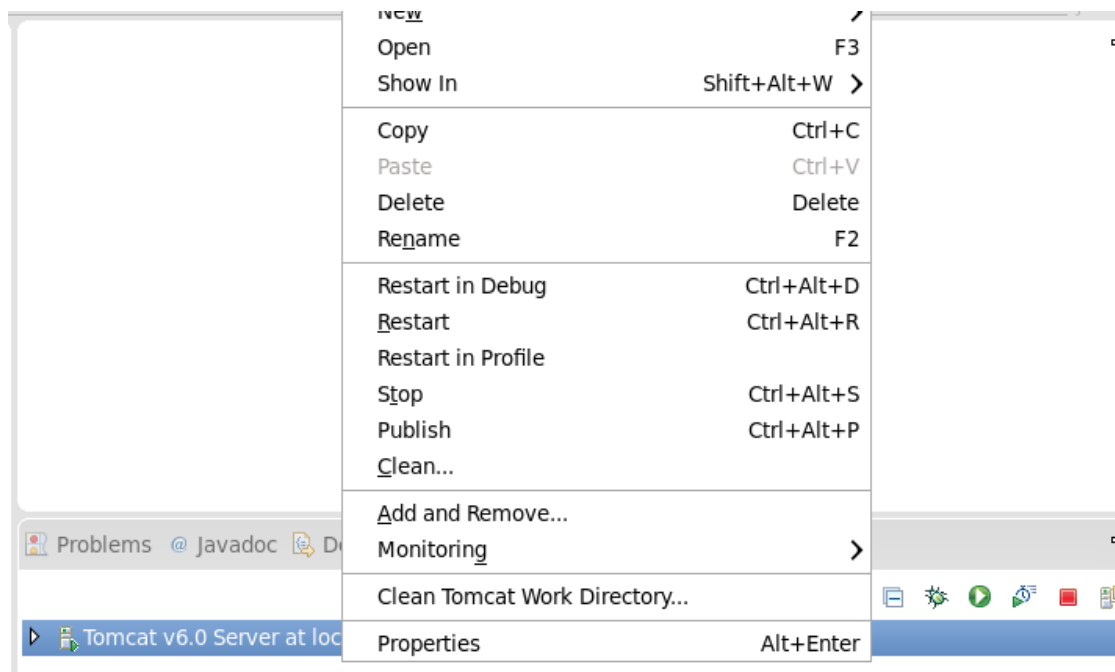 New
Open F3
Show In Shift+Alt+W
Copy Ctrl+C
Paste Ctrl+V
Delete Delete
Rename F2
Restart in Debug Ctrl+Alt+D
Restart Ctrl+Alt+R
Restart in Profile
Stop Ctrl+Alt+S
Publish Ctrl+Alt+P
Clean...
Add and Remove...
Problems @ Javadoc
Monitoring
Clean Tomcat Work Directory...
Tomcat v6.0 Server at
Properties Alt+Enter